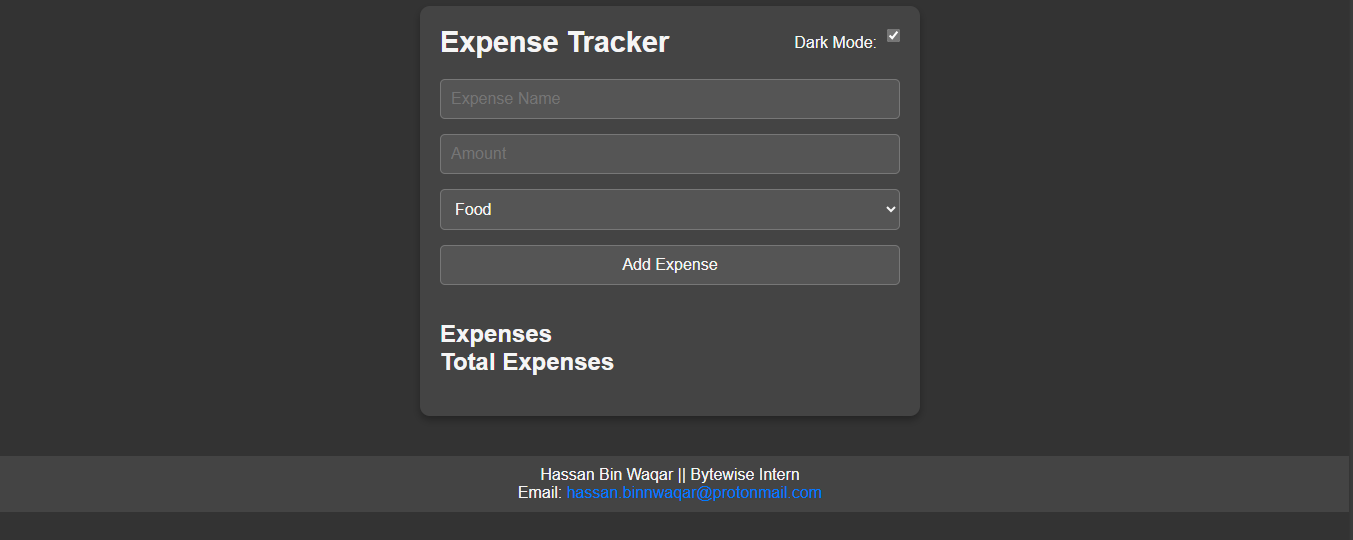 Expense Tracker
Dark Mode:
Expense Name
Amount
Food
Add Expense
Expenses
Total Expenses
Hassan Bin Waqar || Bytewise Intern
Email: hassan.binnwaqar@protonmail.com